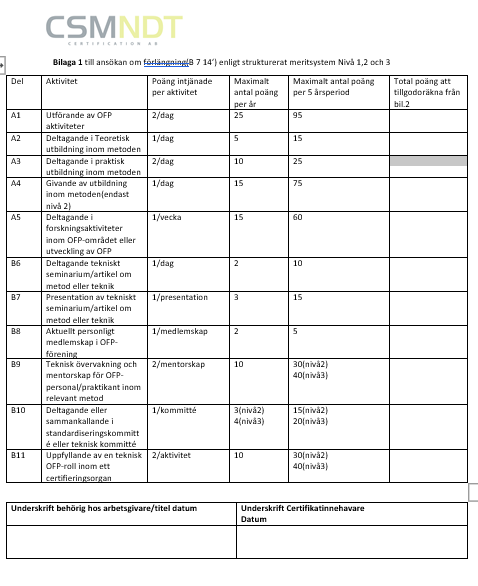 CSMNDT
CERTIFICATION AB
Bilaga 1 till ansökan om förlängning(B 7 14’) enligt strukturerat meritsystem Nivå 1,2 och 3
Del Aktivitet Poäng intjänade per aktivitet Maximalt antal poäng per år Maximalt antal poäng per 5 årsperiod Total poäng att tillgodoräkna från bil.2
A1 Utförande av OFP aktiviteter 2/dag 25 95
A2 Deltagande i Teoretisk utbildning inom metoden 1/dag 5 15
A3 Deltagande i praktisk utbildning inom metoden 2/dag 10 25
A4 Givande av utbildning inom metoden(endast nivå 2) 1/dag 15 75
A5 Deltagande i forskningsaktiviteter inom OFP-området eller utveckling av OFP 1/vecka 15 60
B6 Deltagande tekniskt seminarium/artikel om metod eller teknik 1/dag 2 10
B7 Presentation av tekniskt seminarium/artikel om metod eller teknik 1/presentation 3 15
B8 Aktuellt personligt medlemskap i OFP-förening 1/medlemskap 2 5
B9 Teknisk övervakning och mentorskap för OFP-personal/praktikant inom relevant metod 2/mentorskap 10 30(nivå2) 40(nivå3)
B10 Deltagande eller sammankallande i standardiseringskommitt é eller teknisk kommitté 1/kommitté 3(nivå2) 4(nivå3) 15(nivå2) 20(nivå3)
B11 Uppfyllande av en teknisk OFP-roll inom ett certifieringsorgan 2/aktivitet 10 30(nivå2) 40(nivå3)
Underskrift behörig hos arbetsgivare/titel datum
Underskrift Certifikatinnehavare
Datum